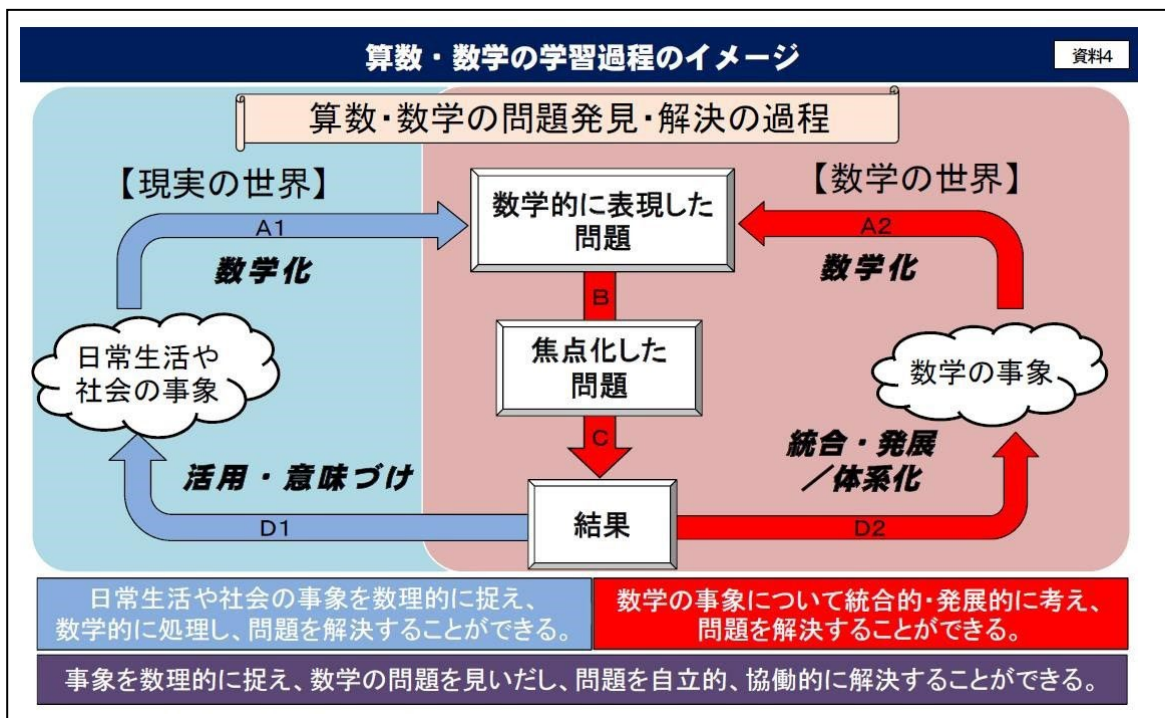 算数・数学の学習過程のイメージ
資料4
算数・数学の問題発見・解決の過程
【現実の世界】
【数学の世界】
A1
数学化
数学的に表現した
問題
A2
数学化
B
日常生活や
社会の事象
焦点化した
問題
数学の事象
C
活用・意味づけ
統合・発展
／体系化
D1
結果
D2
日常生活や社会の事象を数理的に捉え、
数学的に処理し、問題を解決することができる。
数学の事象について統合的・発展的に考え、
問題を解決することができる。
事象を数理的に捉え、数学の問題を見いだし、問題を自立的、協働的に解決することができる。